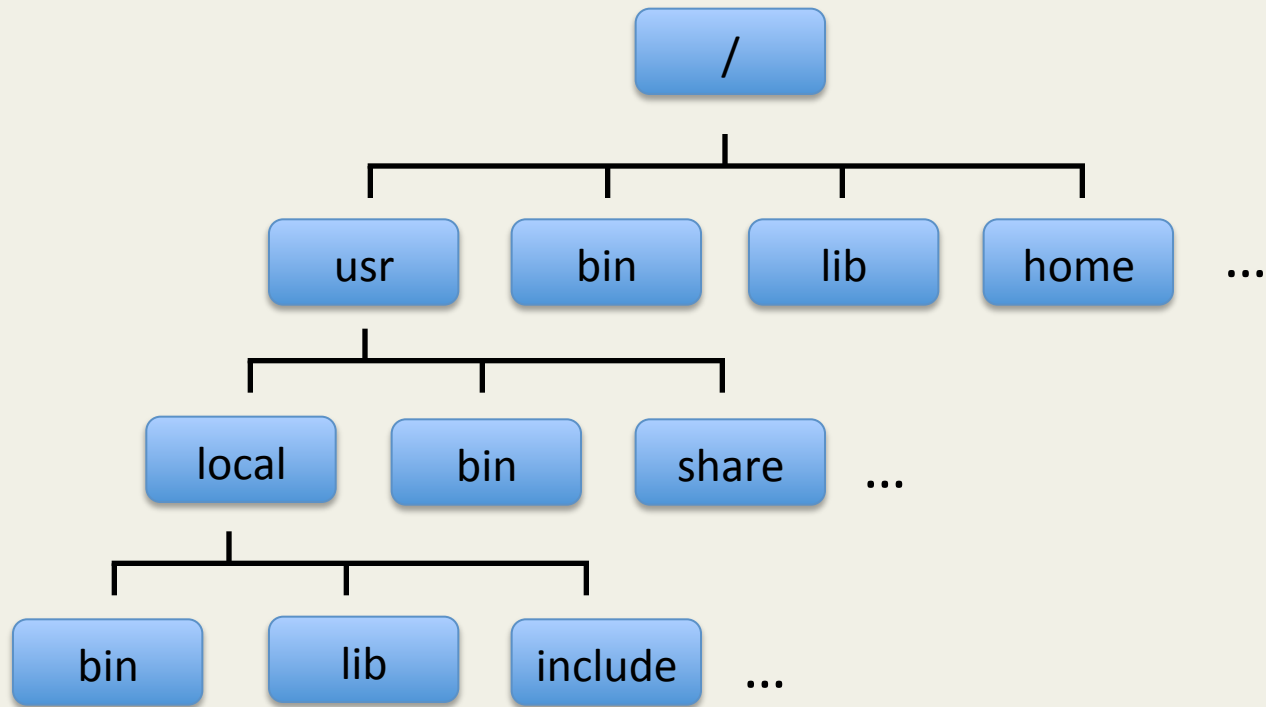 /
usr bin lib home ...
local bin share ...
bin lib include ...